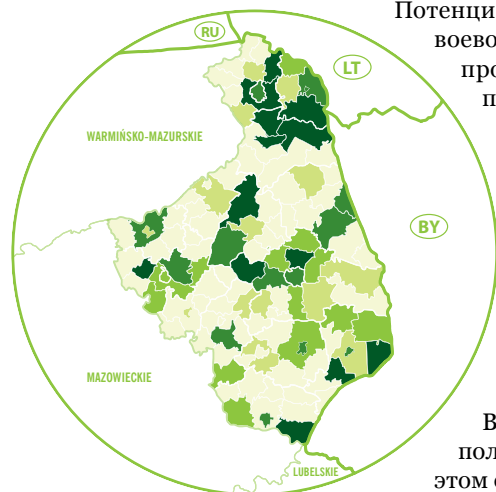 Потенци
воево
про
п
RU
LT
WARMIŃSKO-MAZURSKIE
BY
MAZOWIECKIE
LUBELSKIE
В
пол
этом с